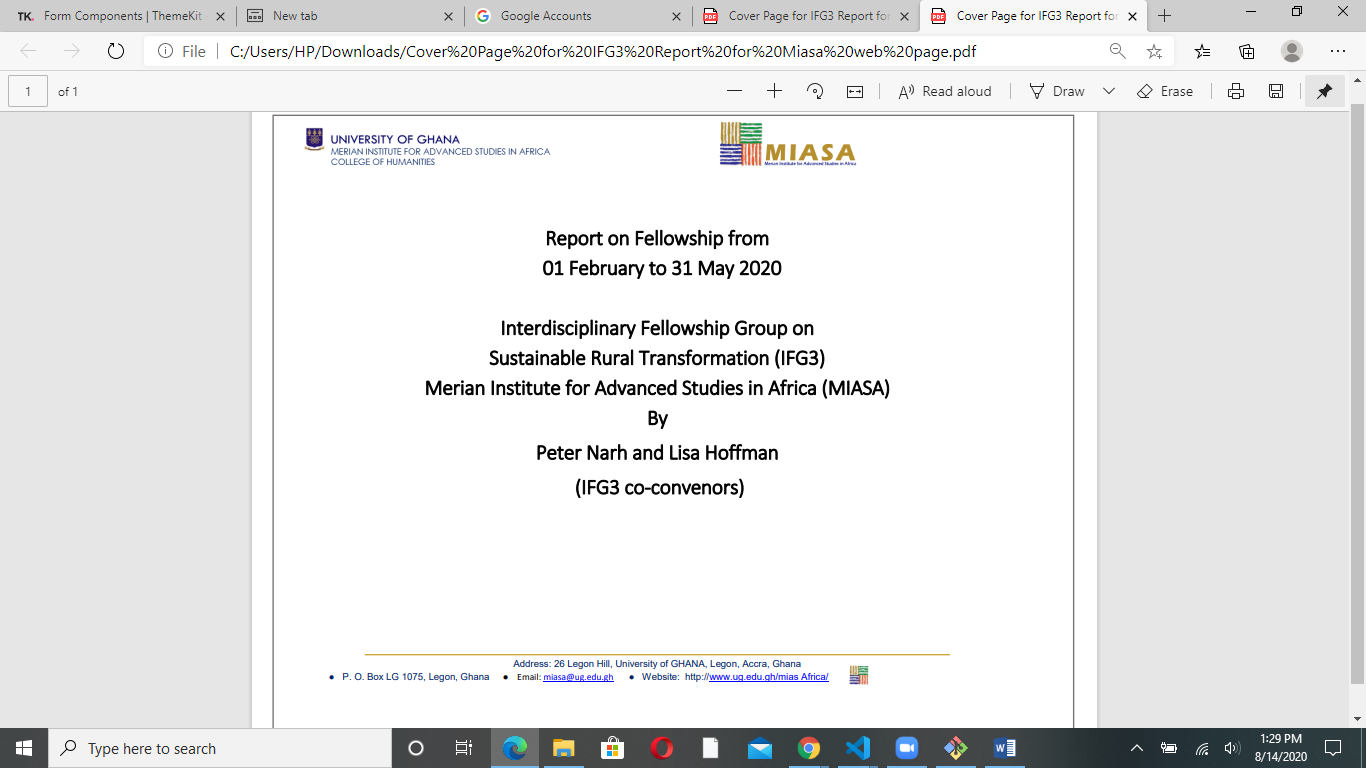 TK. Form Components | ThemeKit
New tab
Google Accounts
Cover Page for IFG3 Report for
Cover Page for IFG3 Report for
File
C:/Users/HP/Downloads/Cover%20Page%20for%20IFG3%20Report%20for%20Miasa%20web%20page.pdf
1 of 1
Read aloud
Draw
Erase
UNIVERSITY OF GHANA
MERIAN INSTITUTE FOR ADVANCED STUDIES IN AFRICA
COLLEGE OF HUMANITIES
MIASA
Merian Institute for Advanced Studies in Africa
Report on Fellowship from
01 February to 31 May 2020
Interdisciplinary Fellowship Group on
Sustainable Rural Transformation (IFG3)
Merian Institute for Advanced Studies in Africa (MIASA)
By
Peter Narh and Lisa Hoffman
(IFG3 co-convenors)
Address: 26 Legon Hill, University of GHANA, Legon, Accra, Ghana
• P. O. Box LG 1075, Legon, Ghana • Email: miasa@ug.edu.gh • Website: http://www.ug.edu.gh/mias Africa/
Type here to search
1:29 PM
8/14/2020